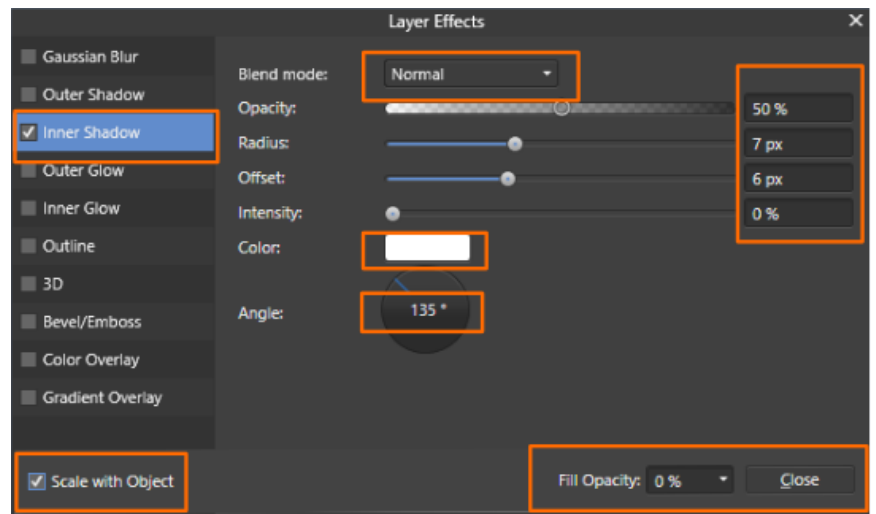 Layer Effects
Gaussian Blur
Outer Shadow
Inner Shadow
Outer Glow
Inner Glow
Outline
3D
Bevel/Emboss
Color Overlay
Gradient Overlay
Blend mode: Normal
Opacity: 50 %
Radius: 7 px
Offset: 6 px
Intensity: 0 %
Color:
Angle: 135 °
Scale with Object
Fill Opacity: 0 % Close